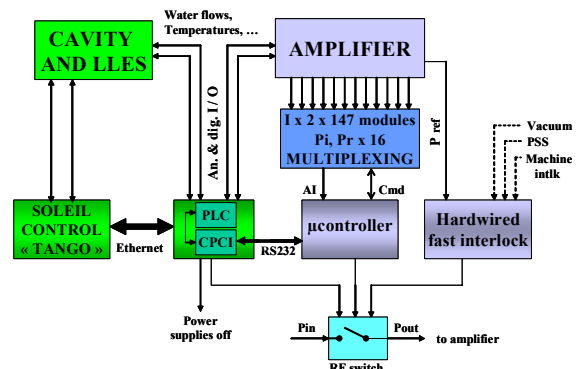 Water flows,
Temperatures, …
CAVITY
AND LLES
AMPLIFIER
An. & dig. I / O
I x 2 x 147 modules
Pi, Pr x 16
MULTIPLEXING
P ref
Vacuum
PSS
Machine
intlk
AI
Cmd
SOLEIL
CONTROL
« TANGO »
Ethernet
PLC
CPCI
RS232
μcontroller
Hardwired
fast interlock
Power
supplies off
Pin
Pout
to amplifier
RF switch